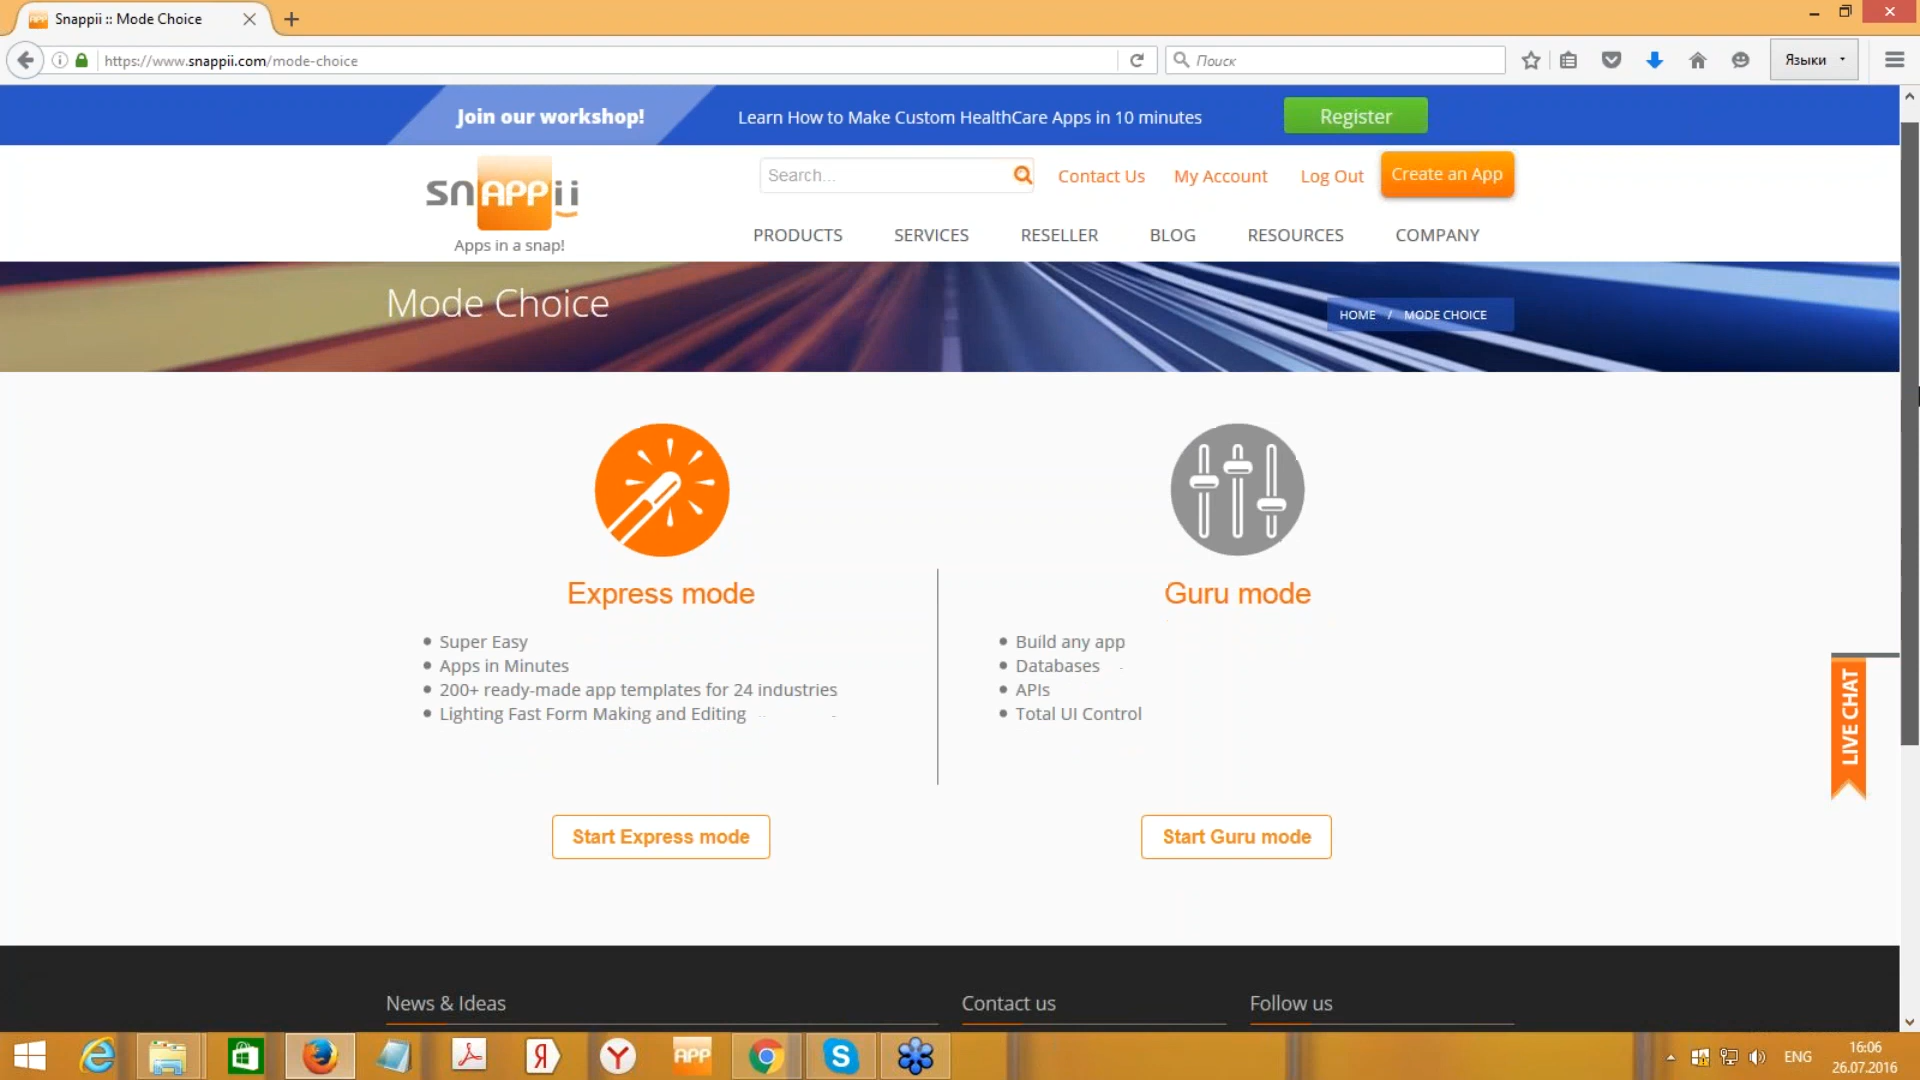 Snappii :: Mode Choice
https://www.snappii.com/mode-choice
Поиск
Языки
Join our workshop!
Learn How to Make Custom HealthCare Apps in 10 minutes
Register
snAPPii
Apps in a snap!
Search...
Contact Us
My Account
Log Out
Create an App
PRODUCTS
SERVICES
RESELLER
BLOG
RESOURCES
COMPANY
Mode Choice
HOME / MODE CHOICE
Express mode
Super Easy
Apps in Minutes
200+ ready-made app templates for 24 industries
Lighting Fast Form Making and Editing
Start Express mode
Guru mode
Build any app
Databases
APIs
Total UI Control
Start Guru mode
LIVE CHAT
News & Ideas
Contact us
Follow us
APP
ENG
16:06
26.07.2016